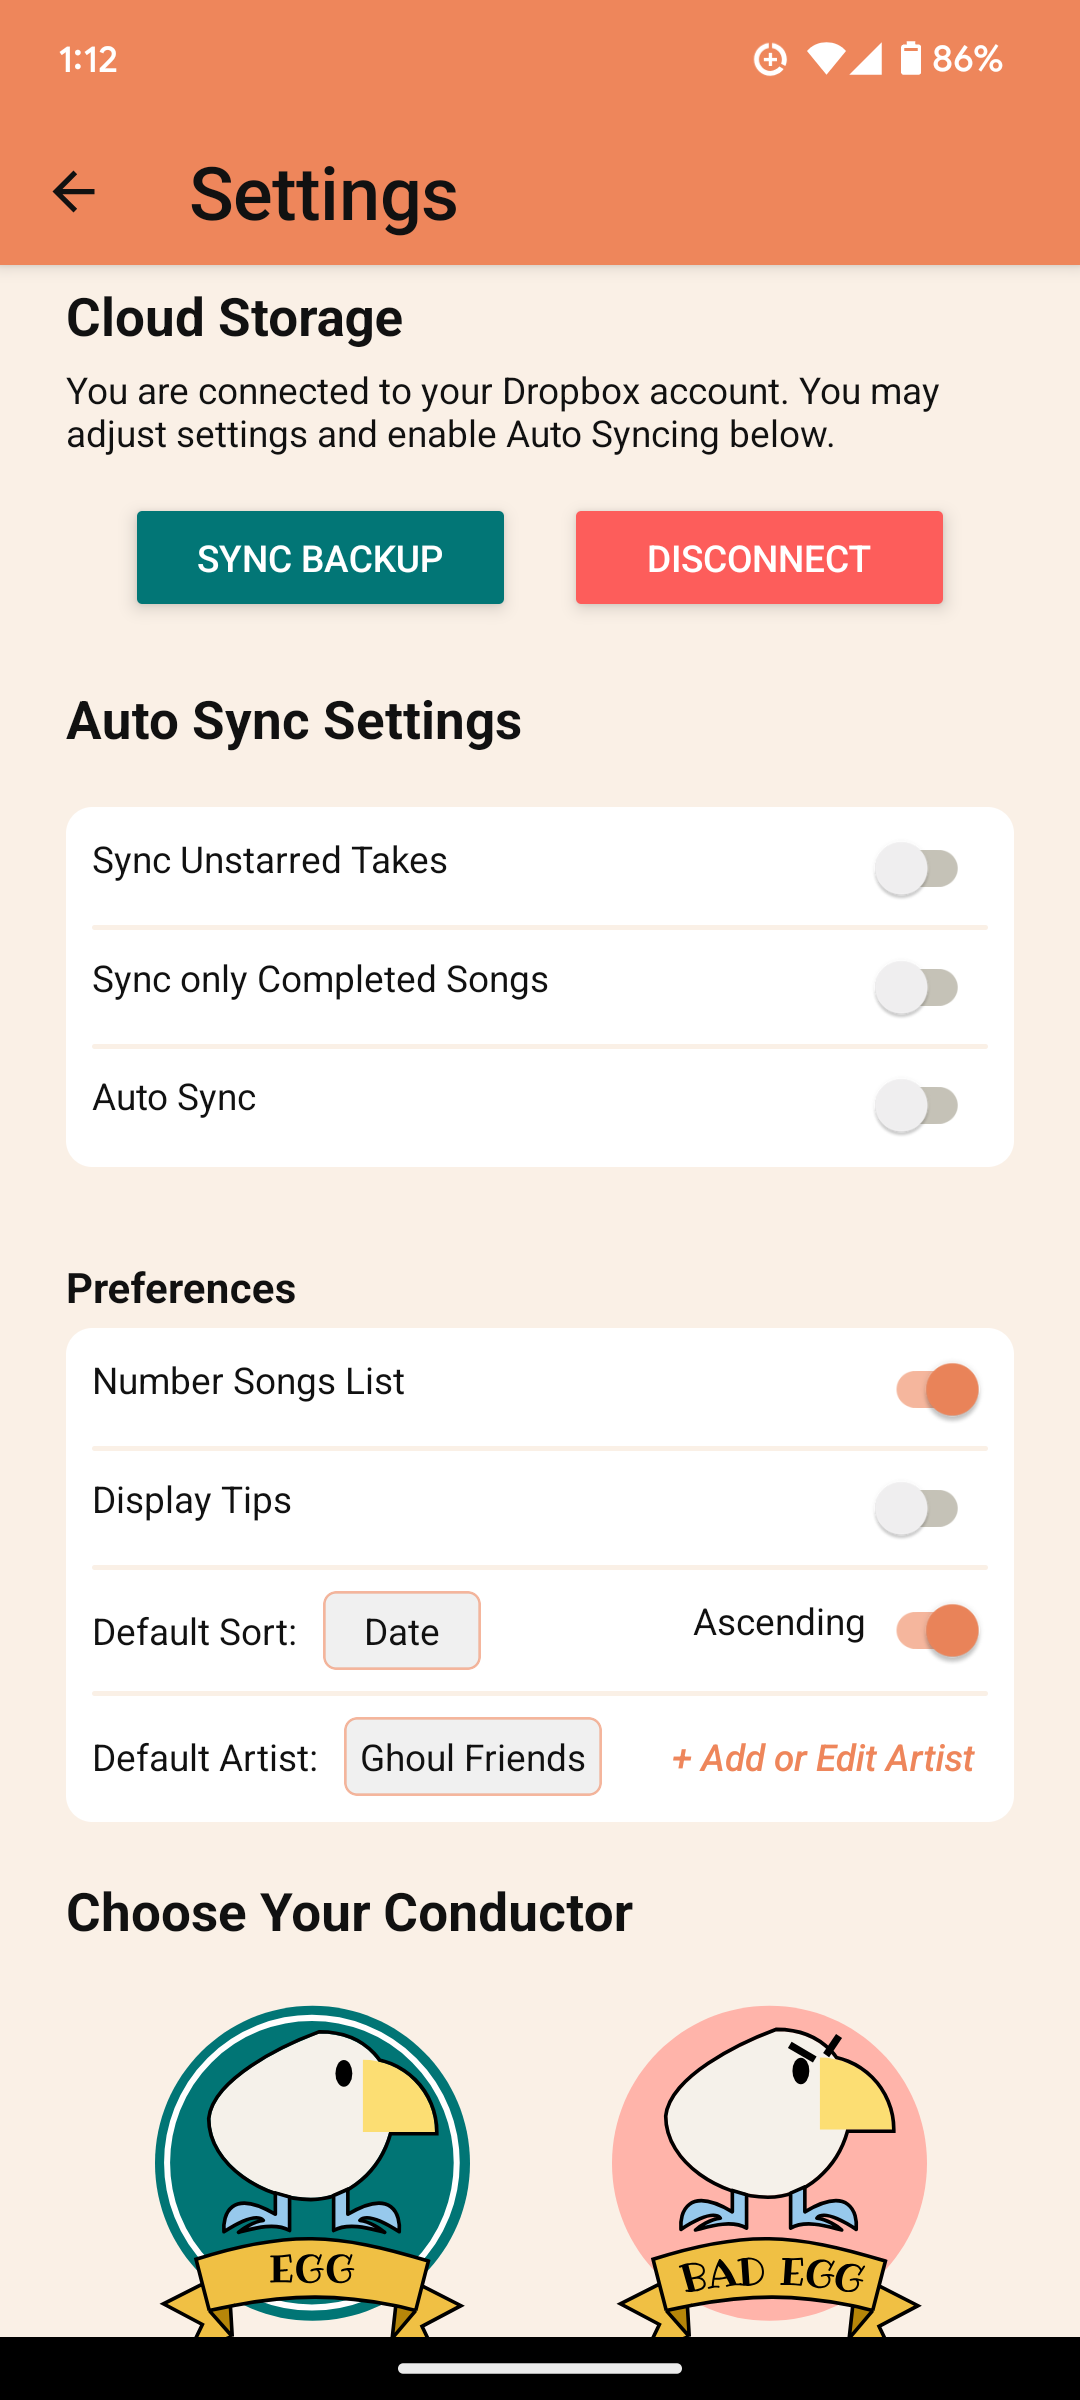 1:12
86%
Settings
Cloud Storage
You are connected to your Dropbox account. You may
adjust settings and enable Auto Syncing below.
SYNC BACKUP
DISCONNECT
Auto Sync Settings
Sync Unstarred Takes
Sync only Completed Songs
Auto Sync
Preferences
Number Songs List
Display Tips
Default Sort: Date Ascending
Default Artist: Ghoul Friends + Add or Edit Artist
Choose Your Conductor
EGG
BAD EGG